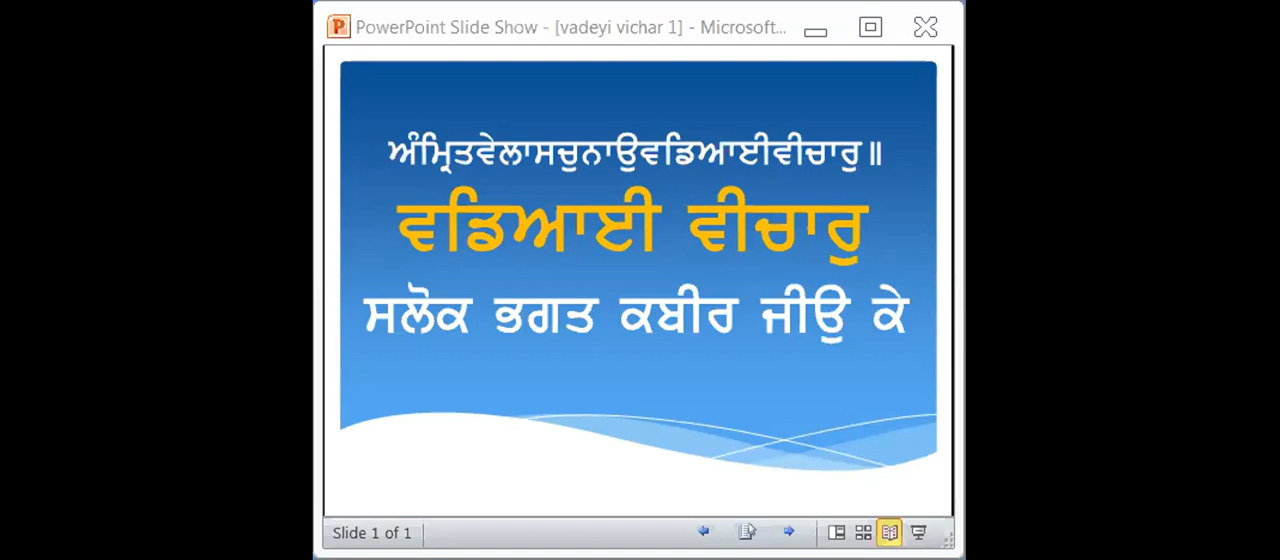 PowerPoint Slide Show - [vadeyi vichar 1] - Microsoft...
ਅੰਮ੍ਰਿਤਵੇਲਾਸਚੁਨਾਉਵਡਿਆਈਵੀਚਾਰੁ॥
ਵਡਿਆਈ ਵੀਚਾਰੁ
ਸਲੋਕ ਭਗਤ ਕਬੀਰ ਜੀਉ ਕੇ
Slide 1 of 1